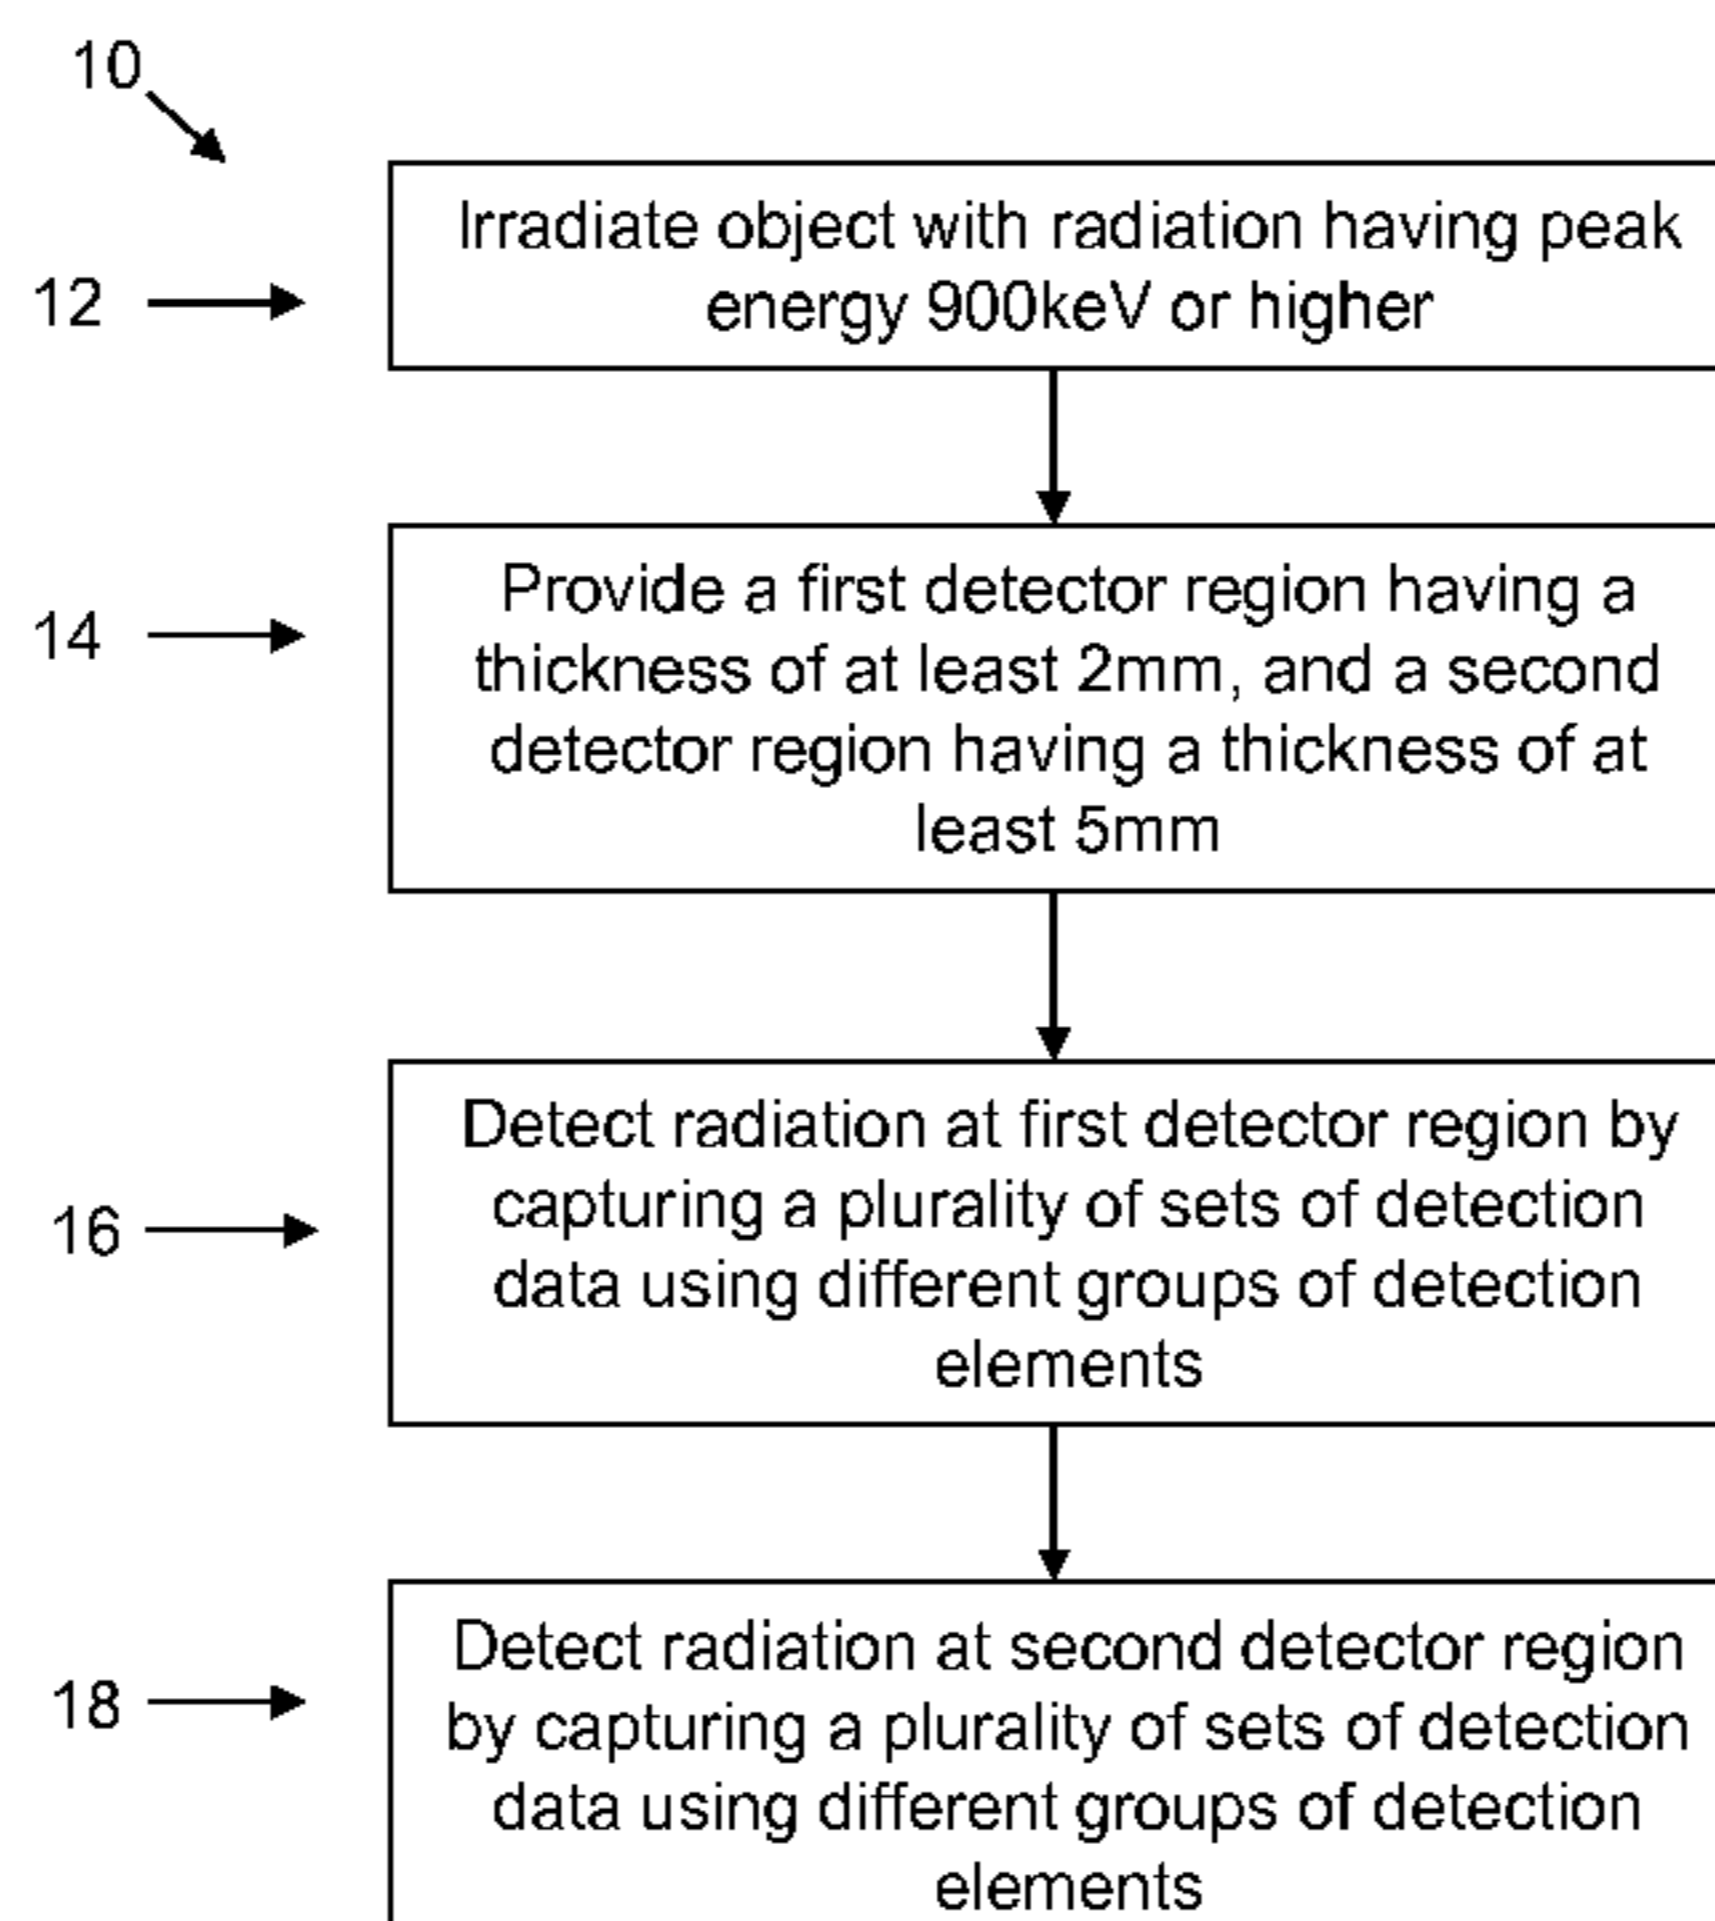 10
12
Irradiate object with radiation having peak
energy 900keV or higher
14
Provide a first detector region having a
thickness of at least 2mm, and a second
detector region having a thickness of at
least 5mm
16
Detect radiation at first detector region by
capturing a plurality of sets of detection
data using different groups of detection
elements
18
Detect radiation at second detector region
by capturing a plurality of sets of detection
data using different groups of detection
elements